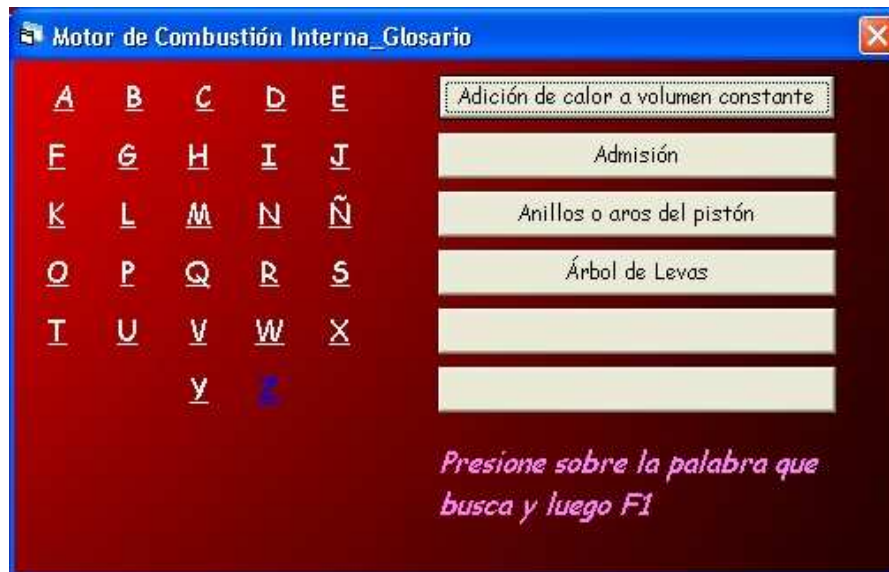 Motor de Combustión Interna_Glosario
A B C D E
F G H I J
K L M N Ñ
O P Q R S
T U V W X
Y Z
Adición de calor a volumen constante
Admisión
Anillos o aros del pistón
Árbol de Levas
Presione sobre la palabra que
busca y luego F1